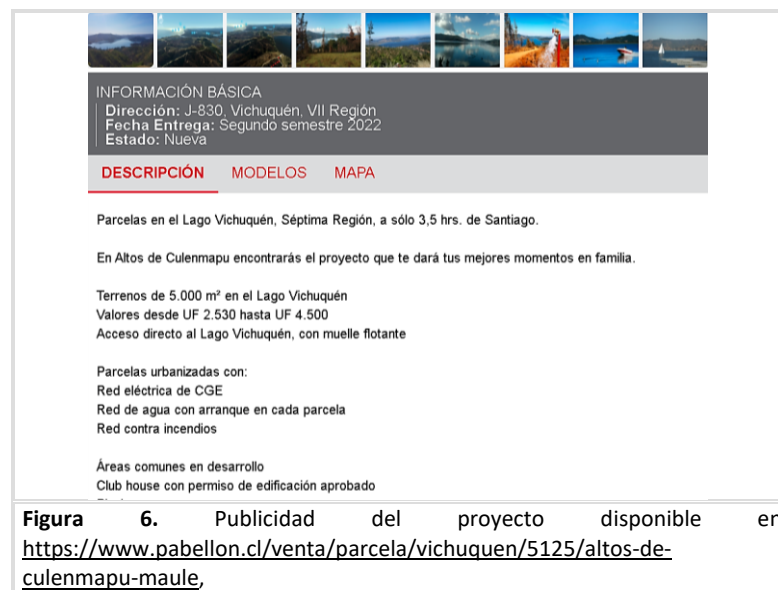 INFORMACIÓN BÁSICA
Dirección: J-830, Vichuquén, VII Región
Fecha Entrega: Segundo semestre 2022
Estado: Nueva
DESCRIPCIÓN MODELOS MAPA
Parcelas en el Lago Vichuquén, Séptima Región, a sólo 3,5 hrs. de Santiago.
En Altos de Culenmapu encontrarás el proyecto que te dará tus mejores momentos en familia.
Terrenos de 5.000 m² en el Lago Vichuquén
Valores desde UF 2.530 hasta UF 4.500
Acceso directo al Lago Vichuquén, con muelle flotante
Parcelas urbanizadas con:
Red eléctrica de CGE
Red de agua con arranque en cada parcela
Red contra incendios
Áreas comunes en desarrollo
Club house con permiso de edificación aprobado
Figura 6. Publicidad del proyecto disponible en
https://www.pabellon.cl/venta/parcela/vichuquen/5125/altos-de-
culenmapu-maule,